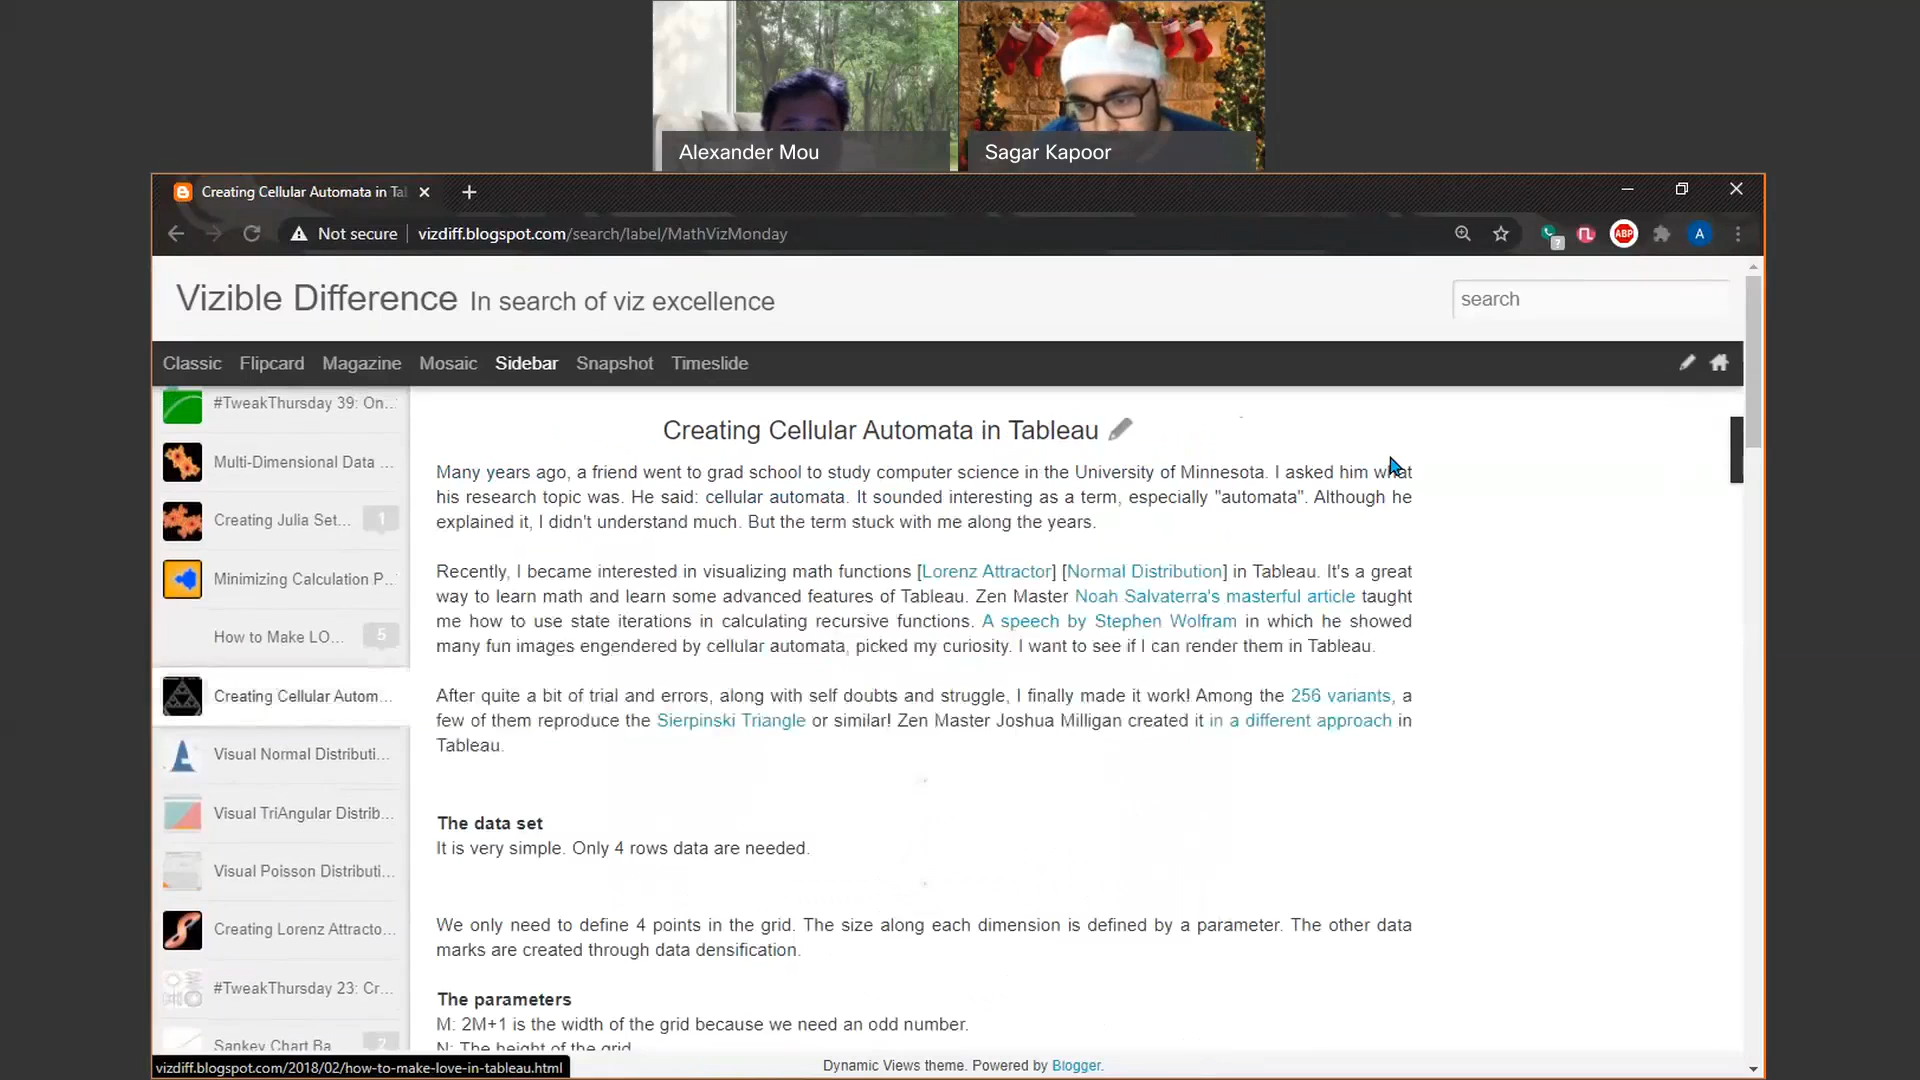 Alexander Mou
Sagar Kapoor
Creating Cellular Automata in Tal
Not secure
vizdiff.blogspot.com/search/label/MathVizMonday
?
ABP
A
Vizible Difference In search of viz excellence
search
Classic Flipcard Magazine Mosaic Sidebar Snapshot Timeslide
#TweakThursday 39: On...
Multi-Dimensional Data ...
Creating Julia Set...
1
Minimizing Calculation P...
How to Make LO...
5
Creating Cellular Autom...
Visual Normal Distributi...
Visual TriAngular Distrib...
Visual Poisson Distributi...
Creating Lorenz Attracto...
#TweakThursday 23: Cr...
Sankey Chart Ba
2
Creating Cellular Automata in Tableau
Many years ago, a friend went to grad school to study computer science in the University of Minnesota. I asked him what
his research topic was. He said: cellular automata. It sounded interesting as a term, especially "automata". Although he
explained it, I didn't understand much. But the term stuck with me along the years.
Recently, I became interested in visualizing math functions [Lorenz Attractor] [Normal Distribution] in Tableau. It's a great
way to learn math and learn some advanced features of Tableau. Zen Master Noah Salvaterra's masterful article taught
me how to use state iterations in calculating recursive functions. A speech by Stephen Wolfram in which he showed
many fun images engendered by cellular automata, picked my curiosity. I want to see if I can render them in Tableau.
After quite a bit of trial and errors, along with self doubts and struggle, I finally made it work! Among the 256 variants, a
few of them reproduce the Sierpinski Triangle or similar! Zen Master Joshua Milligan created it in a different approach in
Tableau.
The data set
It is very simple. Only 4 rows data are needed.
We only need to define 4 points in the grid. The size along each dimension is defined by a parameter. The other data
marks are created through data densification.
The parameters
M: 2M+1 is the width of the grid because we need an odd number.
N: The height of the grid
vizdiff.blogspot.com/2018/02/how-to-make-love-in-tableau.html
Dynamic Views theme. Powered by Blogger.